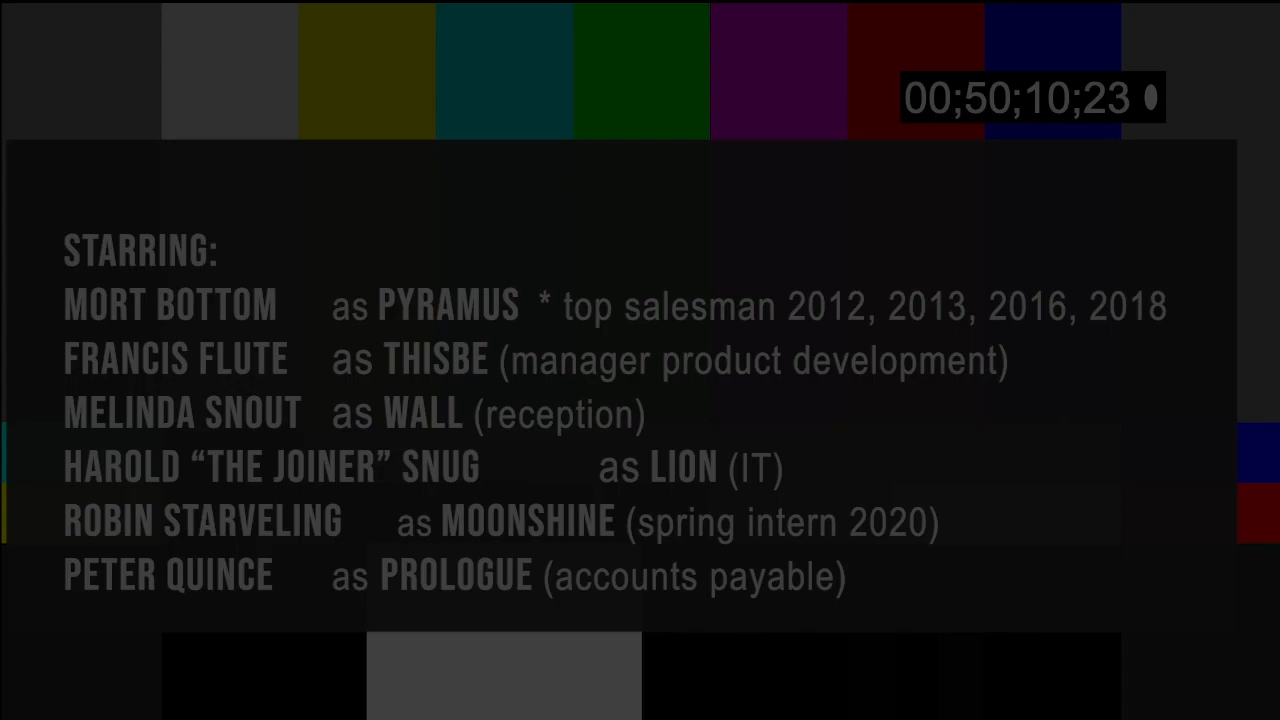 00;50;10;23
STARRING:
MORT BOTTOM as PYRAMUS * top salesman 2012, 2013, 2016, 2018
FRANCIS FLUTE as THISBE (manager product development)
MELINDA SNOUT as WALL (reception)
HAROLD “THE JOINER” SNUG as LION (IT)
ROBIN STARVELING as MOONSHINE (spring intern 2020)
PETER QUINCE as PROLOGUE (accounts payable)